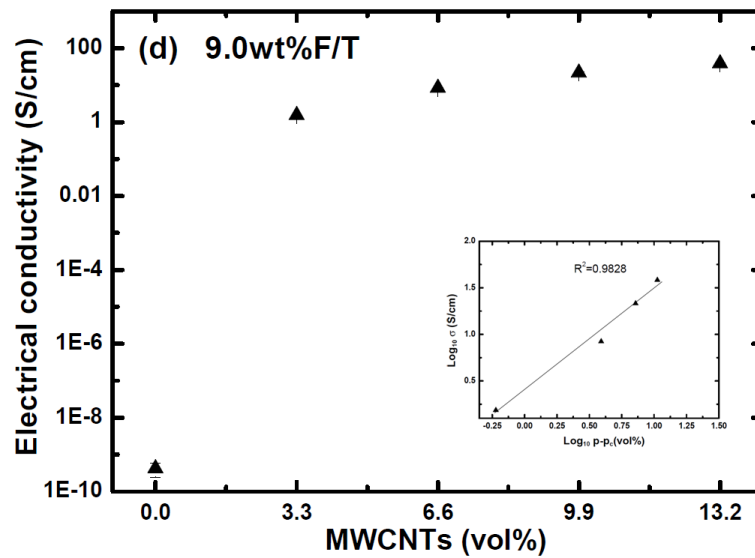 (d) 9.0wt%F/T
Electrical conductivity (S/cm)
100
1
0.01
1E-4
1E-6
1E-8
1E-10
0.0 3.3 6.6 9.9 13.2
MWCNTs (vol%)
R²=0.9828
Log₁₀ σ (S/cm)
2.0
1.5
1.0
0.5
-0.25 0.00 0.25 0.50 0.75 1.00 1.25 1.50
Log₁₀ p-p꜀(vol%)